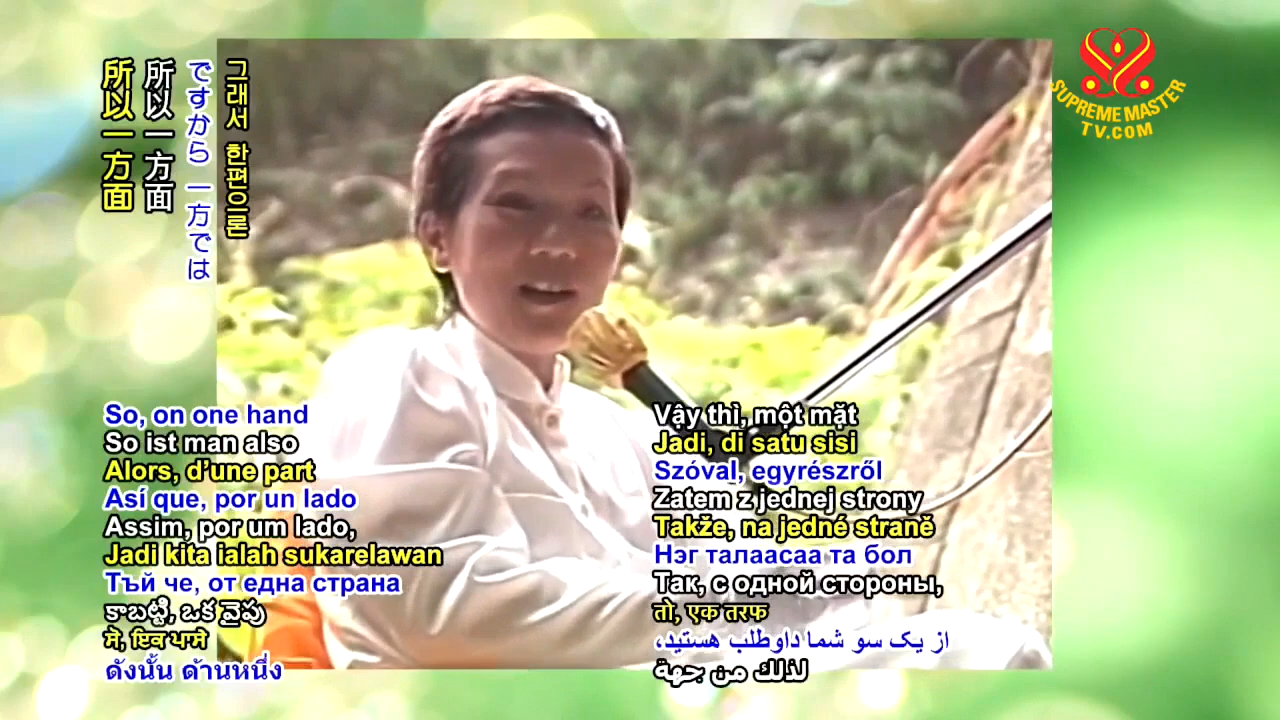 所以一方面
所以一方面
ですから 一方では
그래서 한편으론
SUPREME MASTER
TV.COM
So, on one hand
So ist man also
Alors, d’une part
Así que, por un lado
Assim, por um lado,
Jadi kita ialah sukarelawan
Тъй че, от една страна
కాబట్టి, ఒక వైపు
ਸੋ, ਇਕ ਪਾਸੇ
ดังนั้น ด้านหนึ่ง
Vậy thì, một mặt
Jadi, di satu sisi
Szóval, egyrészről
Zatem z jednej strony
Takže, na jedné straně
Нэг талаасаа та бол
Так, с одной стороны,
तो, एक तरफ
از یک سو شما داوطلب هستید،
لذلك من جهة